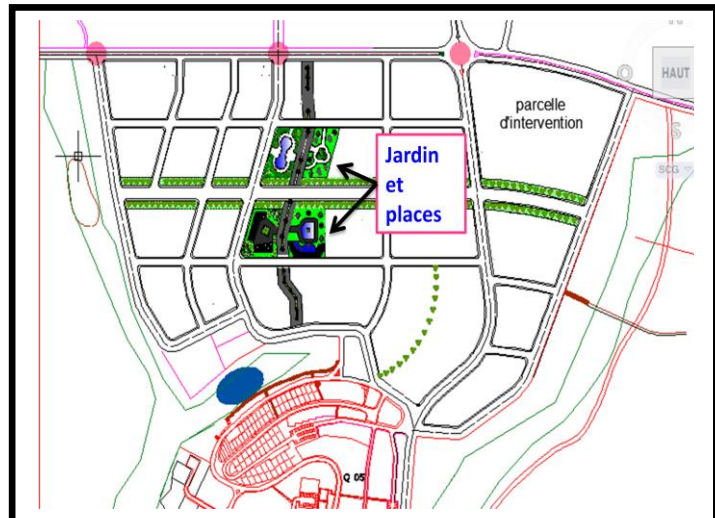 HAUT
parcelle
d'intervention
O
S
SCG
Jardin
et
places
Q 05